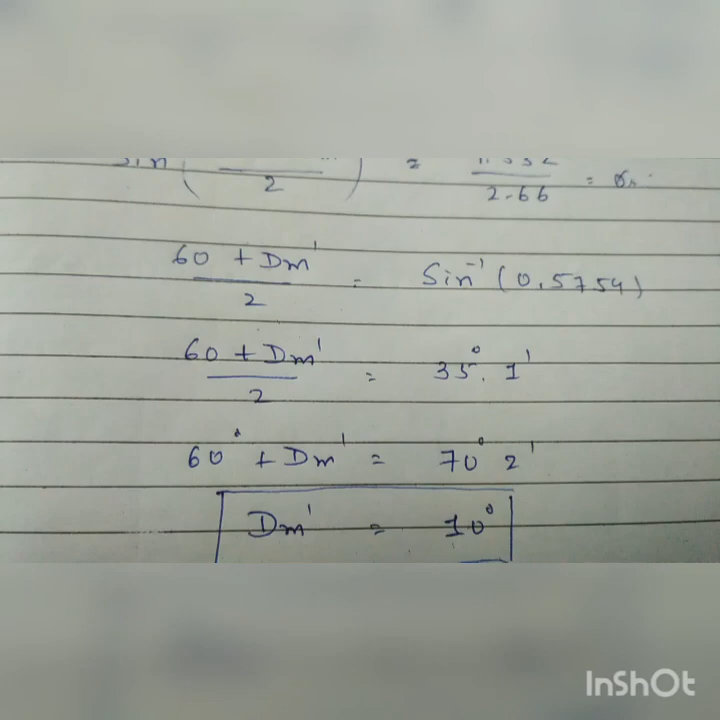 sin ( / 2 ) = / 2.66 =
60 + Dm' / 2 = Sin⁻¹ (0.5754)
60 + Dm' / 2 = 35°. 1'
60° + Dm' = 70° 2'
Dm' = 10°
InShOt